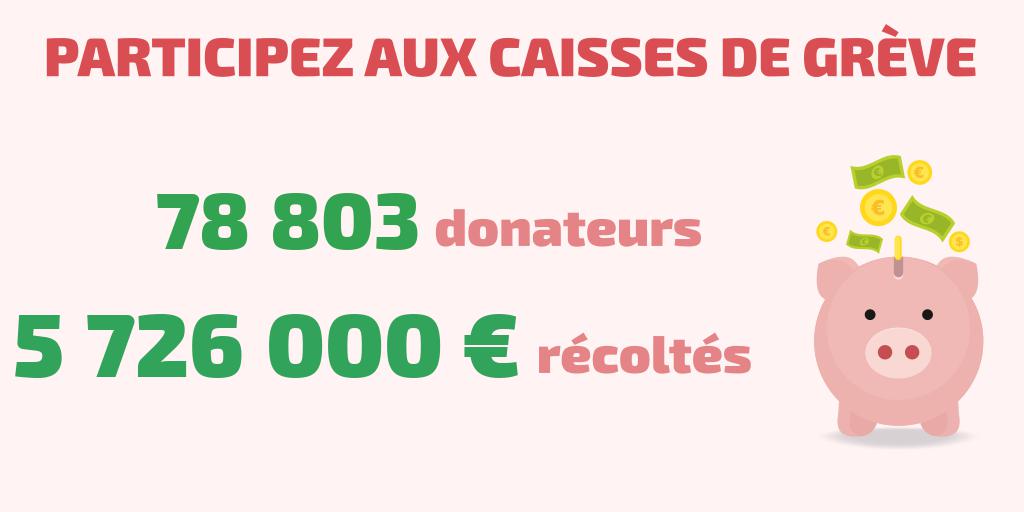 PARTICIPEZ AUX CAISSES DE GRÈVE
78 803 donateurs
5 726 000 € récoltés